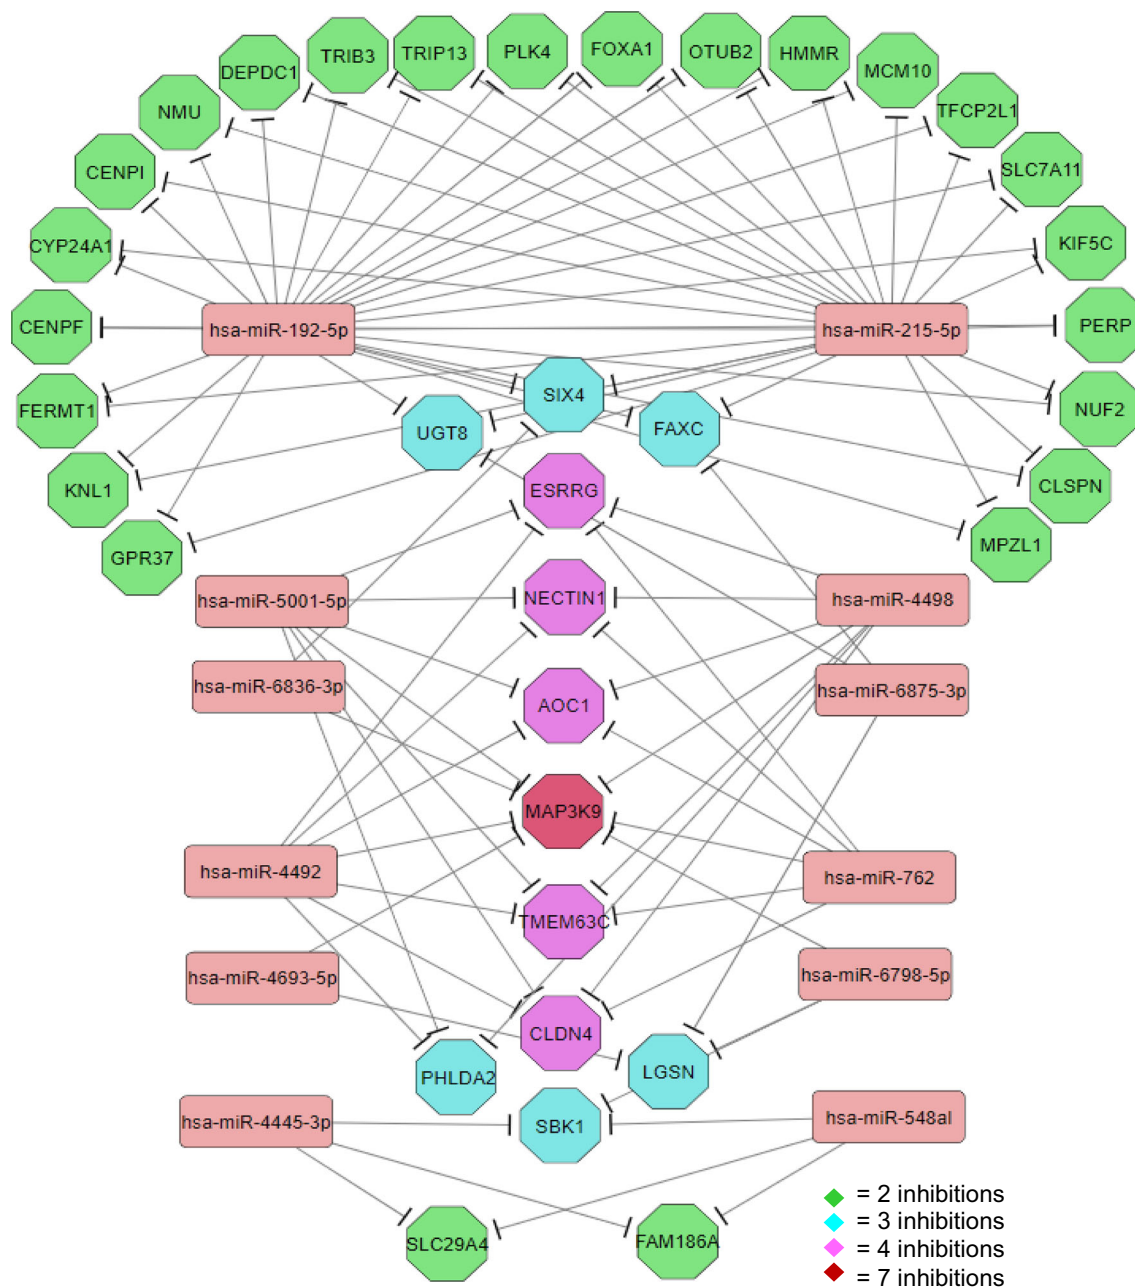 FOXA1
PLK4
OTUB2
TRIP13
HMMR
TRIB3
MCM10
DEPDC1
TFCP2L1
NMU
SLC7A11
CENPI
KIF5C
CYP24A1
PERP
CENPF
hsa-miR-192-5p
hsa-miR-215-5p
SIX4
FERMT1
NUF2
UGT8
FAXC
CLSPN
KNL1
ESRRG
MPZL1
GPR37
hsa-miR-5001-5p
NECTIN1
hsa-miR-4498
hsa-miR-6836-3p
hsa-miR-6875-3p
AOC1
MAP3K9
hsa-miR-4492
hsa-miR-762
TMEM63C
hsa-miR-4693-5p
hsa-miR-6798-5p
CLDN4
PHLDA2
LGSN
hsa-miR-4445-3p
SBK1
hsa-miR-548al
= 2 inhibitions
= 3 inhibitions
SLC29A4
FAM186A
= 4 inhibitions
= 7 inhibitions